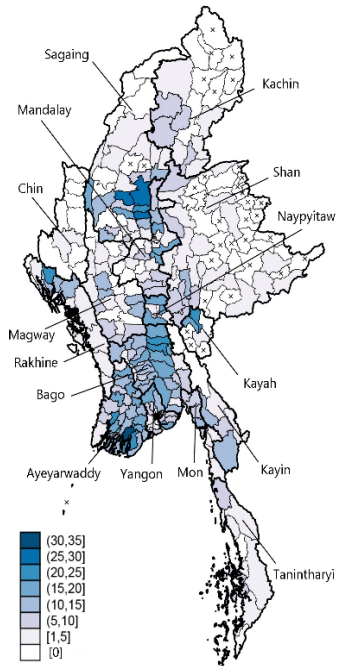 Sagaing
Kachin
Mandalay
Shan
Chin
Naypyitaw
Magway
Rakhine
Kayah
Bago
Ayeyarwaddy
Yangon
Mon
Kayin
Tanintharyi
(30,35]
(25,30]
(20,25]
(15,20]
(10,15]
(5,10]
[1,5]
[0]